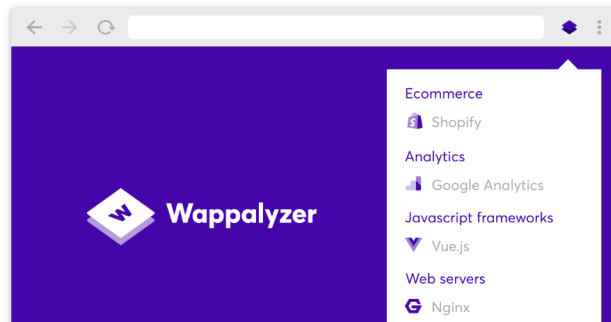 Wappalyzer
Ecommerce
Shopify
Analytics
Google Analytics
Javascript frameworks
Vue.js
Web servers
Nginx